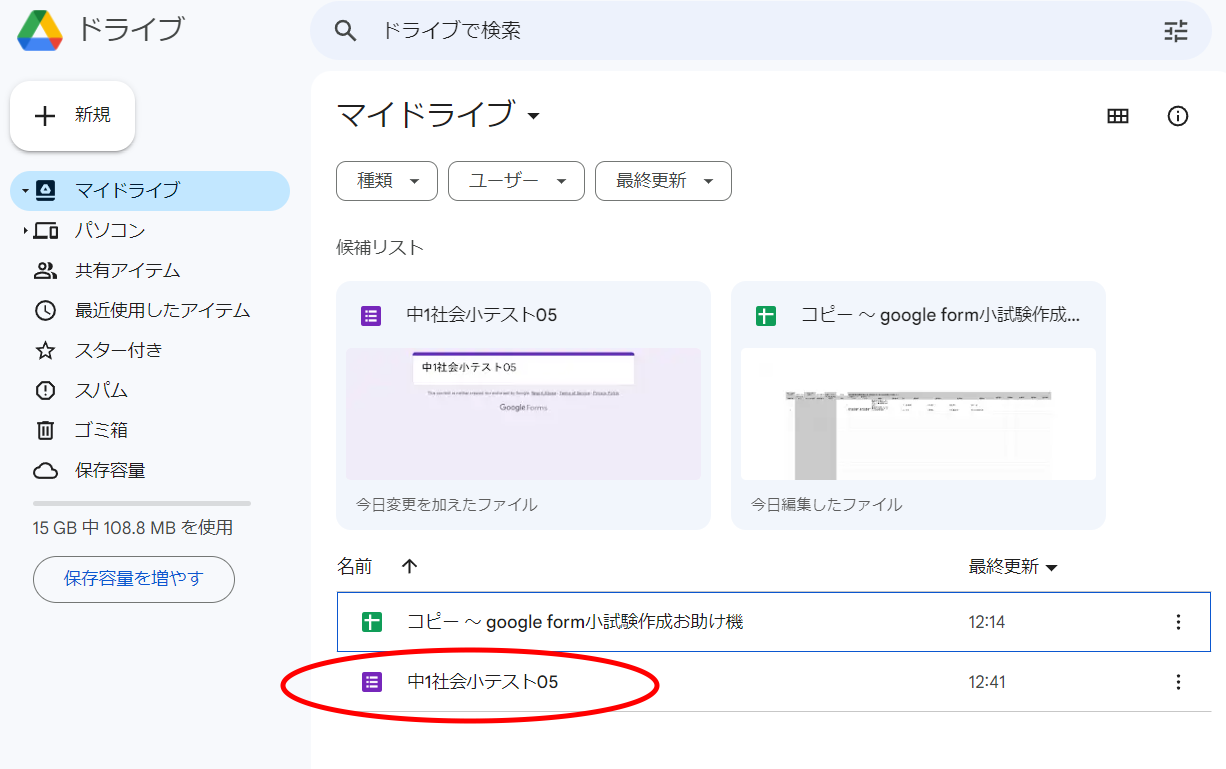 ドライブ
ドライブで検索
新規
マイドライブ
パソコン
共有アイテム
最近使用したアイテム
スター付き
スパム
ゴミ箱
保存容量
15 GB 中 108.8 MB を使用
保存容量を増やす
マイドライブ
種類 ユーザー 最終更新
候補リスト
中1社会小テスト05
中1社会小テスト05
Google Forms
今日変更を加えたファイル
コピー ～ google form小試験作成...
今日編集したファイル
名前 最終更新
コピー ～ google form小試験作成お助け機 12:14
中1社会小テスト05 12:41